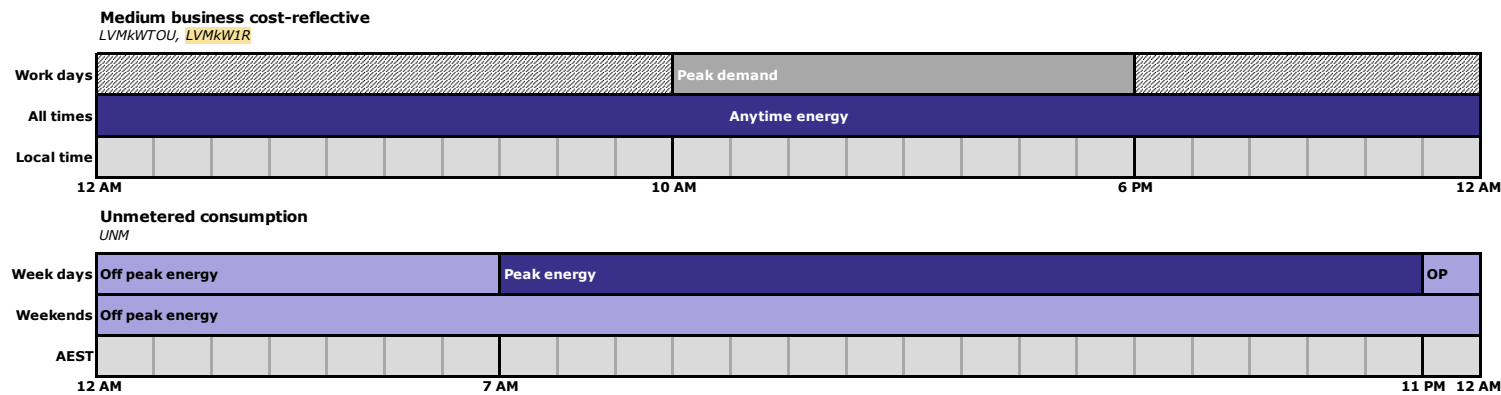 Medium business cost-reflective
LVMkWTOU, LVMkW1R
Work days Peak demand
All times Anytime energy
Local time
12 AM 10 AM 6 PM 12 AM
Unmetered consumption
UNM
Week days Off peak energy Peak energy OP
Weekends Off peak energy
AEST
12 AM 7 AM 11 PM 12 AM